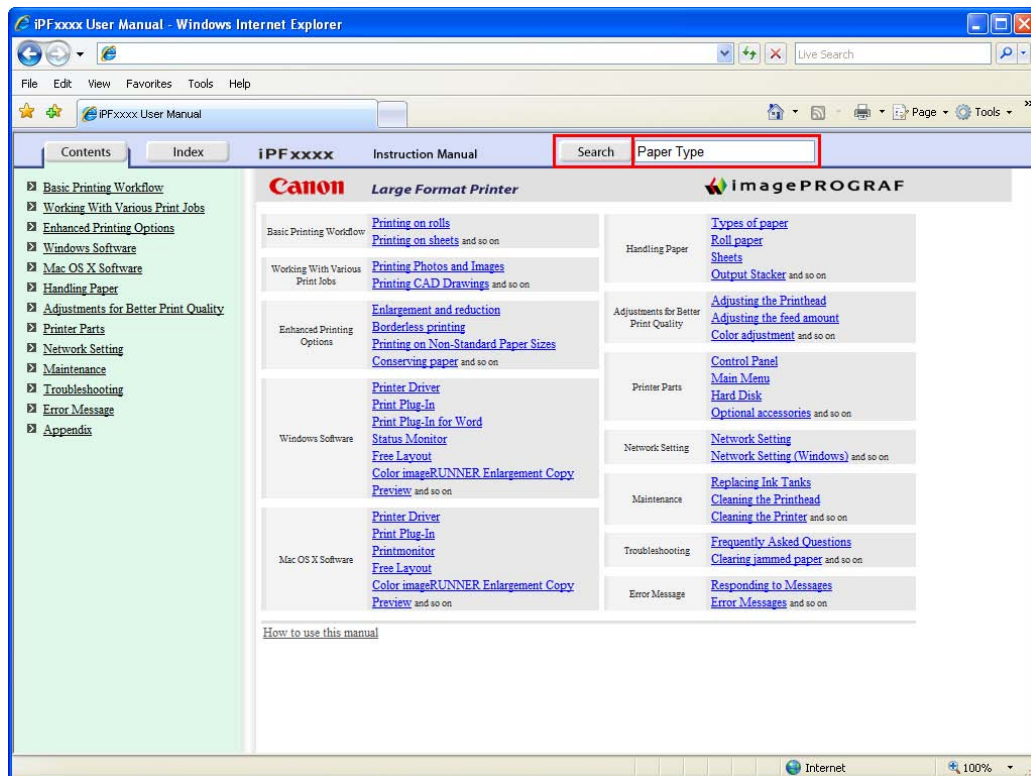 iPFxxxx User Manual - Windows Internet Explorer
Live Search
File Edit View Favorites Tools Help
iPFxxxx User Manual
Page Tools
Contents Index iPFxxxx Instruction Manual Search Paper Type
Basic Printing Workflow
Working With Various Print Jobs
Enhanced Printing Options
Windows Software
Mac OS X Software
Handling Paper
Adjustments for Better Print Quality
Printer Parts
Network Setting
Maintenance
Troubleshooting
Error Message
Appendix
Canon Large Format Printer imagePROGRAF
Basic Printing Workflow
Printing on rolls
Printing on sheets and so on
Working With Various
Print Jobs
Printing Photos and Images
Printing CAD Drawings and so on
Enhanced Printing
Options
Enlargement and reduction
Borderless printing
Printing on Non-Standard Paper Sizes
Conserving paper and so on
Windows Software
Printer Driver
Print Plug-In
Print Plug-In for Word
Status Monitor
Free Layout
Color imageRUNNER Enlargement Copy
Preview and so on
Mac OS X Software
Printer Driver
Print Plug-In
Printmonitor
Free Layout
Color imageRUNNER Enlargement Copy
Preview and so on
Handling Paper
Types of paper
Roll paper
Sheets
Output Stacker and so on
Adjustments for Better
Print Quality
Adjusting the Printhead
Adjusting the feed amount
Color adjustment and so on
Printer Parts
Control Panel
Main Menu
Hard Disk
Optional accessories and so on
Network Setting
Network Setting
Network Setting (Windows) and so on
Maintenance
Replacing Ink Tanks
Cleaning the Printhead
Cleaning the Printer and so on
Troubleshooting
Frequently Asked Questions
Clearing jammed paper and so on
Error Message
Responding to Messages
Error Messages and so on
How to use this manual
Internet 100%